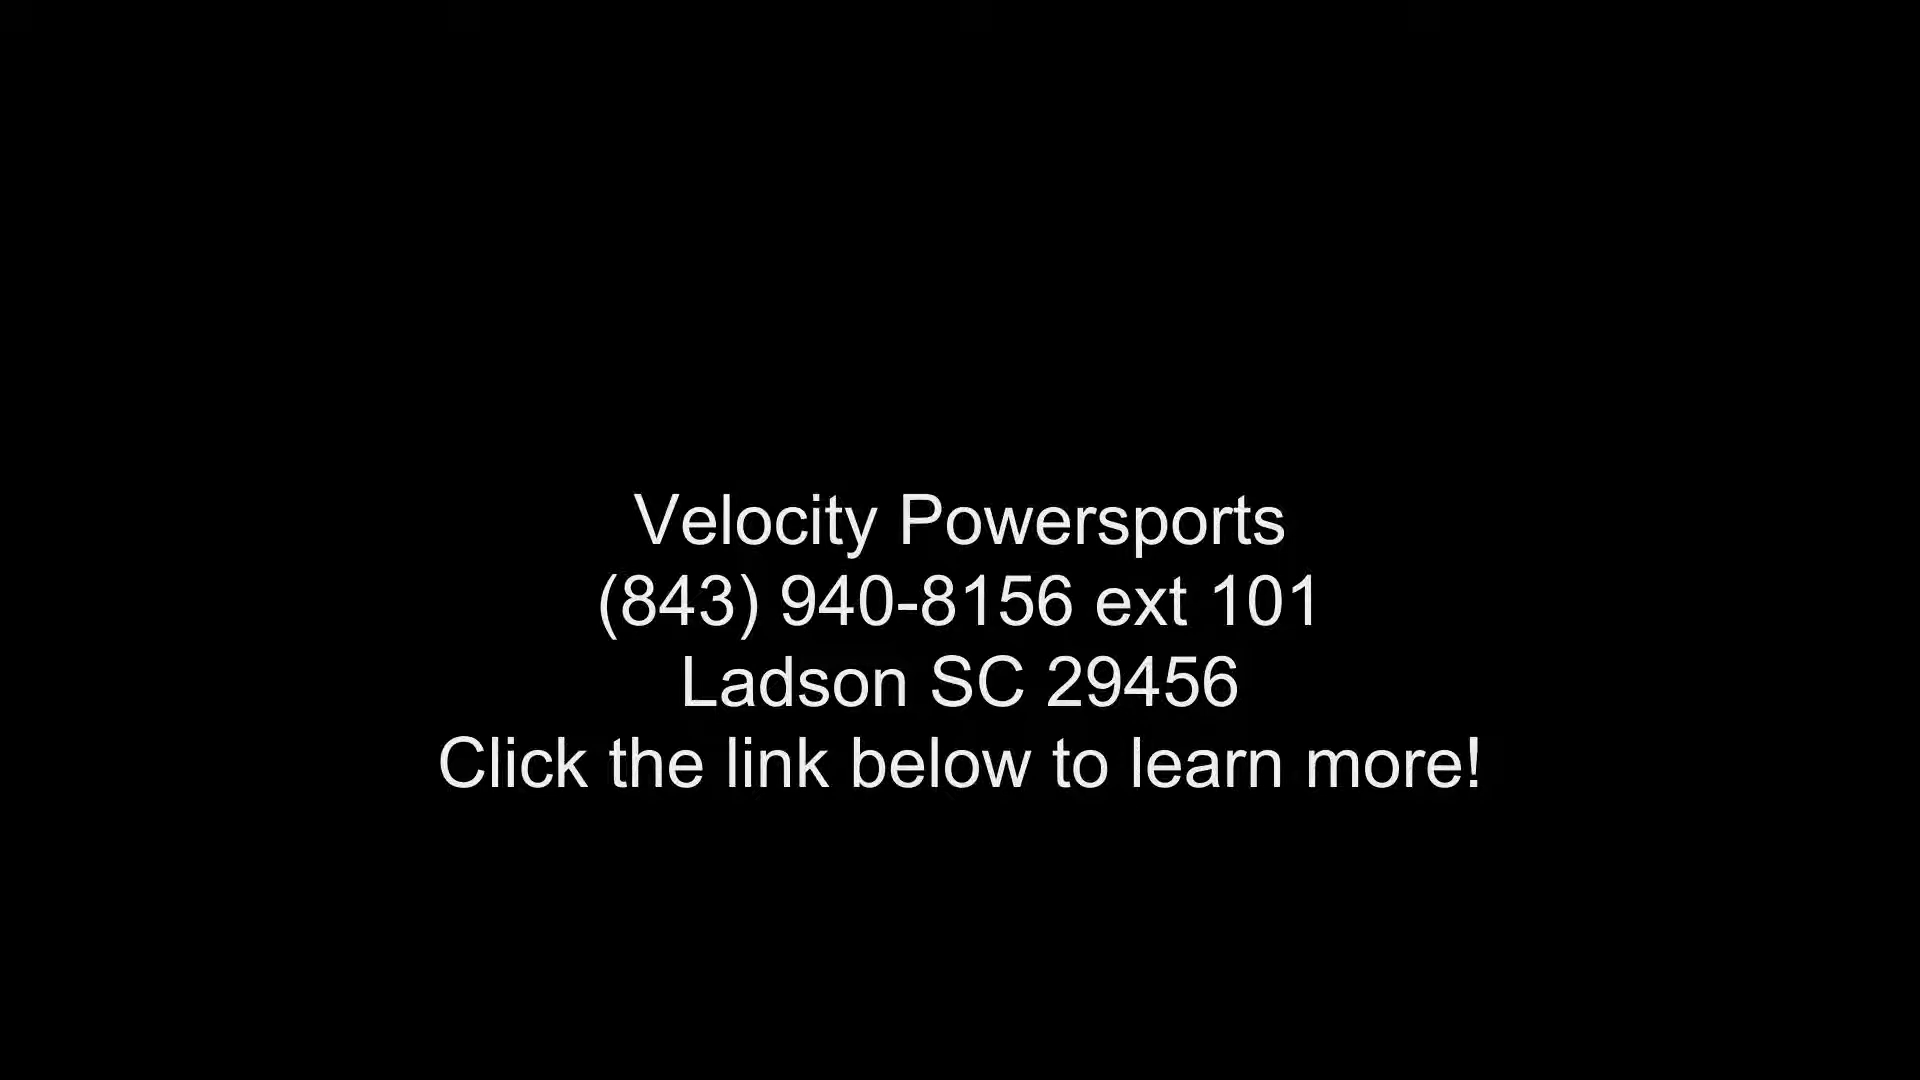 Velocity Powersports
(843) 940-8156 ext 101
Ladson SC 29456
Click the link below to learn more!